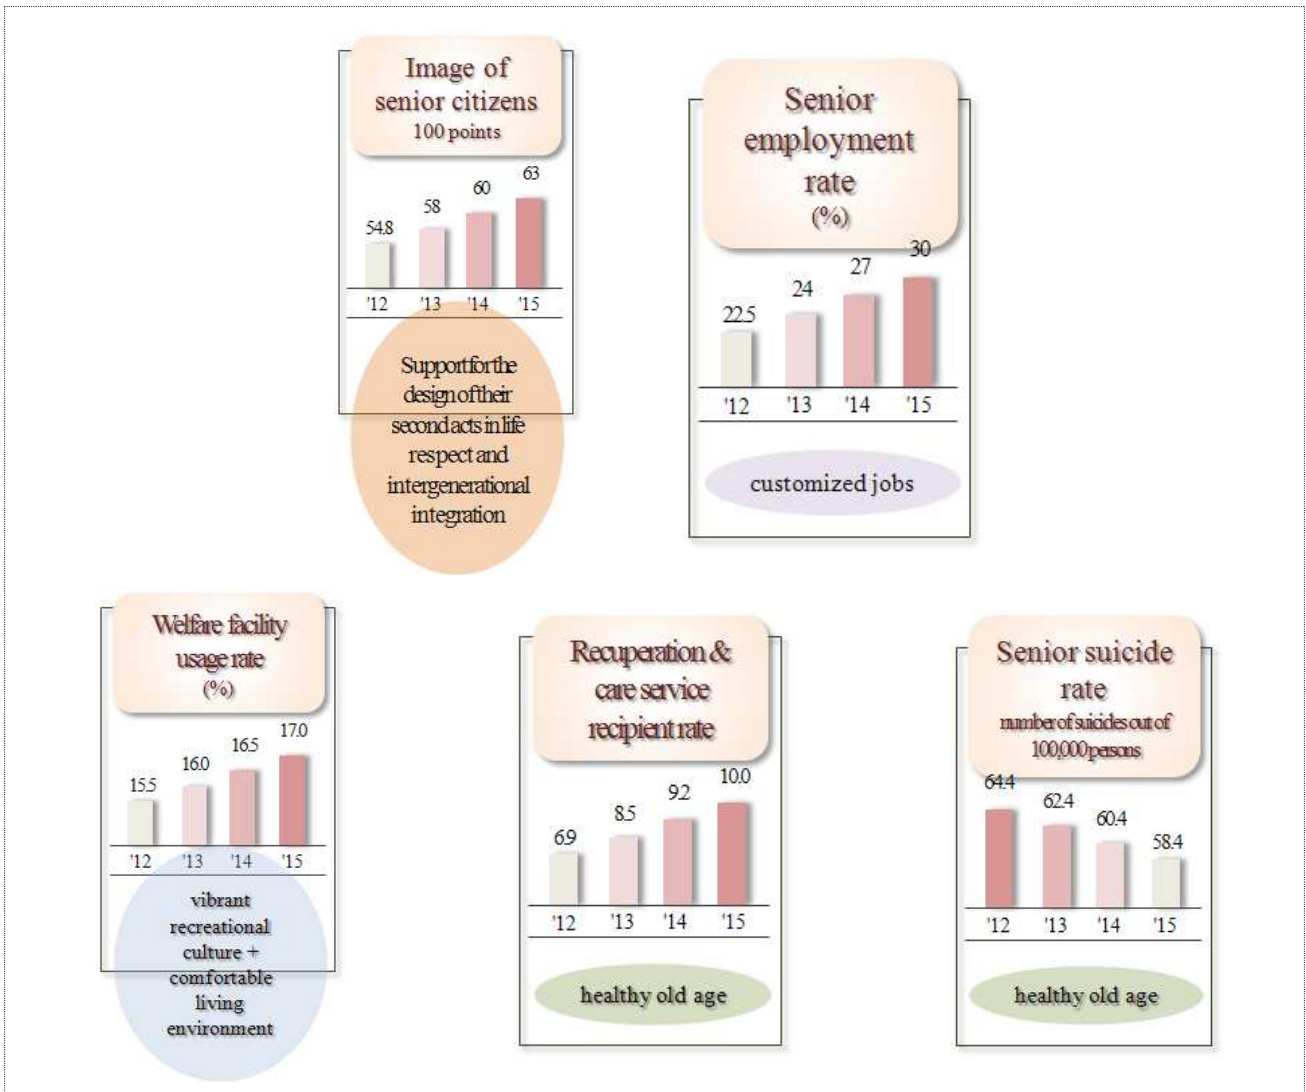 Image of
senior citizens
100 points
63
60
58
54.8
'12 '13 '14 '15
Support for the
design of their
second acts in life
respect and
intergenerational
integration
Senior
employment
rate
(%)
30
27
24
22.5
'12 '13 '14 '15
customized jobs
Welfare facility
usage rate
(%)
17.0
16.5
16.0
15.5
'12 '13 '14 '15
vibrant
recreational
culture +
comfortable
living
environment
Recuperation &
care service
recipient rate
10.0
9.2
8.5
6.9
'12 '13 '14 '15
healthy old age
Senior suicide
rate
number of suicides out of
100,000 persons
64.4
62.4
60.4
58.4
'12 '13 '14 '15
healthy old age